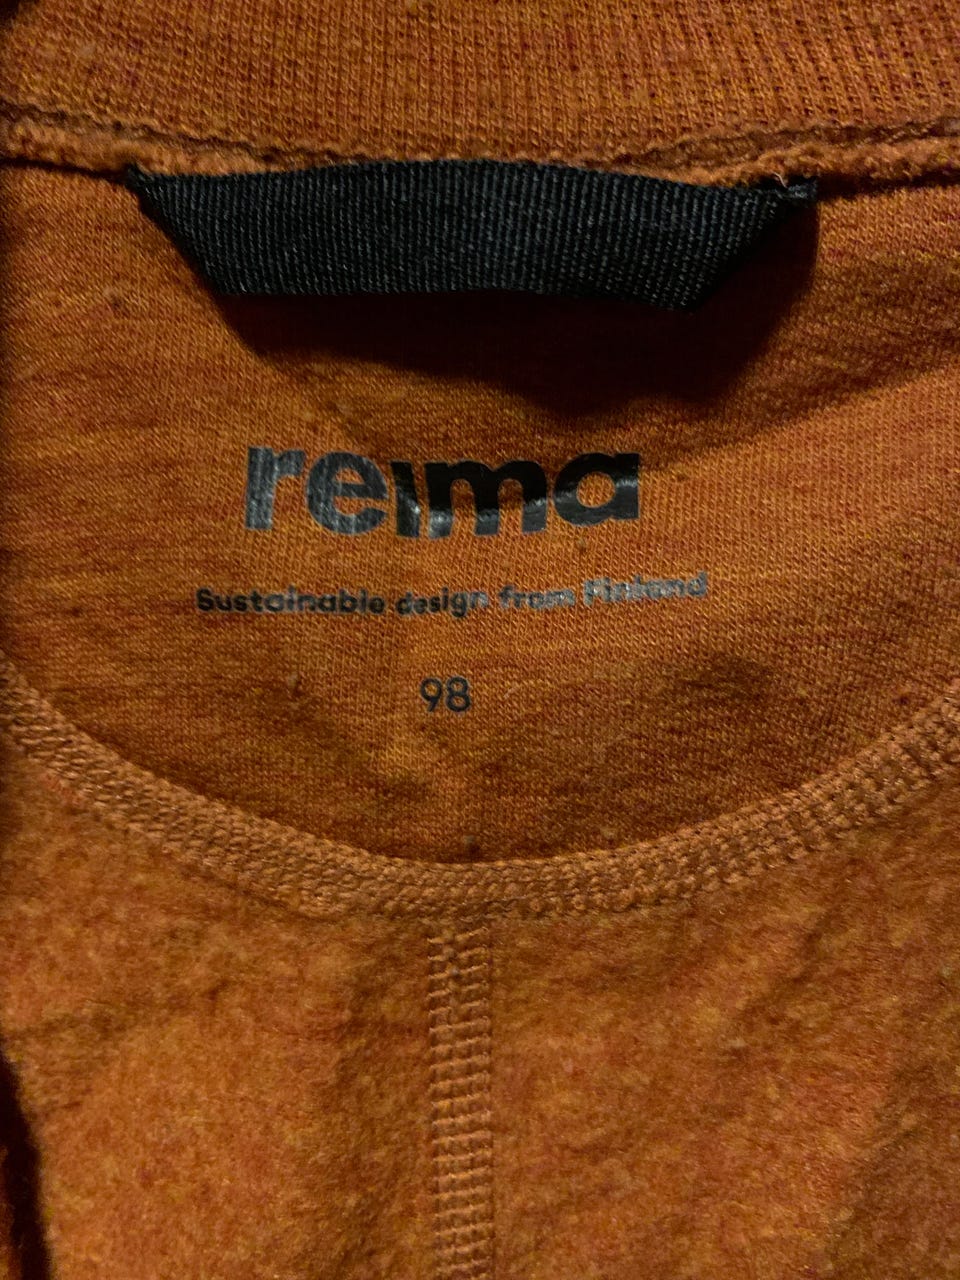 reima
Sustainable design from Finland
98